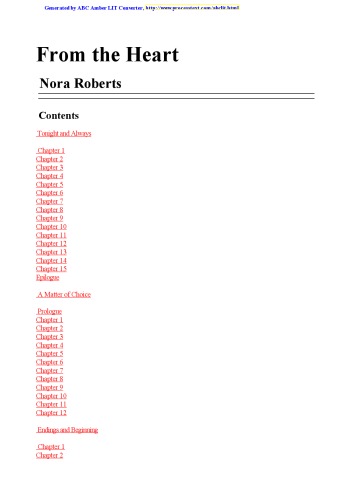 Generated by ABC Amber LIT Converter, http://www.processtext.com/abclit.html
From the Heart
Nora Roberts
Contents
Tonight and Always
Chapter 1
Chapter 2
Chapter 3
Chapter 4
Chapter 5
Chapter 6
Chapter 7
Chapter 8
Chapter 9
Chapter 10
Chapter 11
Chapter 12
Chapter 13
Chapter 14
Chapter 15
Epilogue
A Matter of Choice
Prologue
Chapter 1
Chapter 2
Chapter 3
Chapter 4
Chapter 5
Chapter 6
Chapter 7
Chapter 8
Chapter 9
Chapter 10
Chapter 11
Chapter 12
Endings and Beginning
Chapter 1
Chapter 2